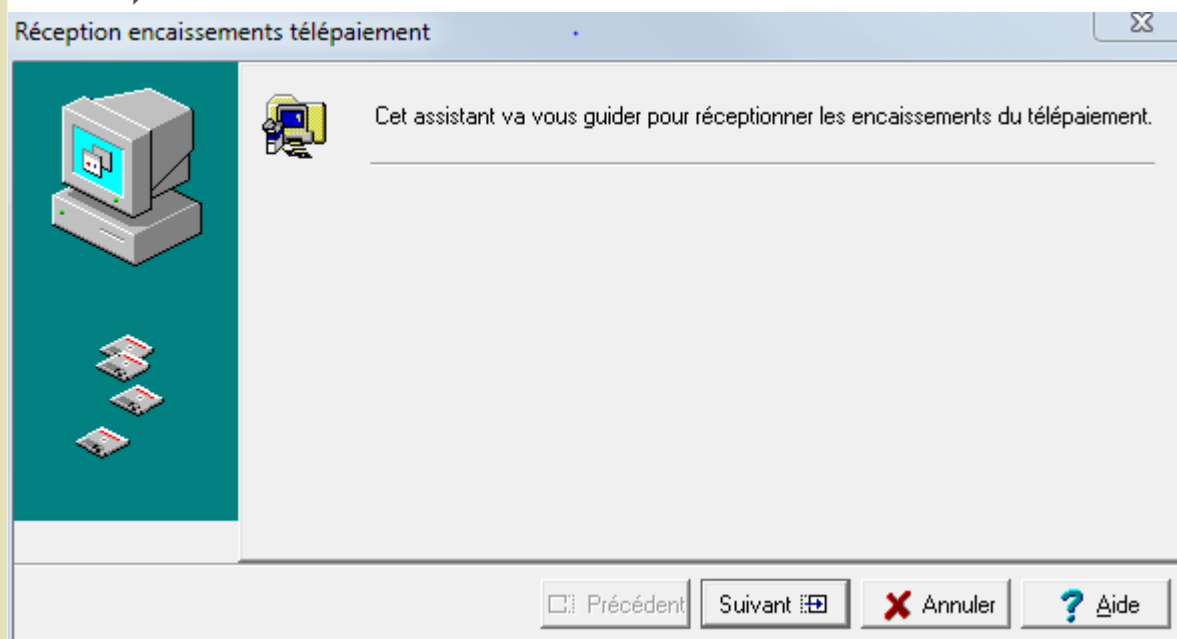 Réception encaissements télépaiement
Cet assistant va vous guider pour réceptionner les encaissements du télépaiement.
Précédent Suivant Annuler Aide